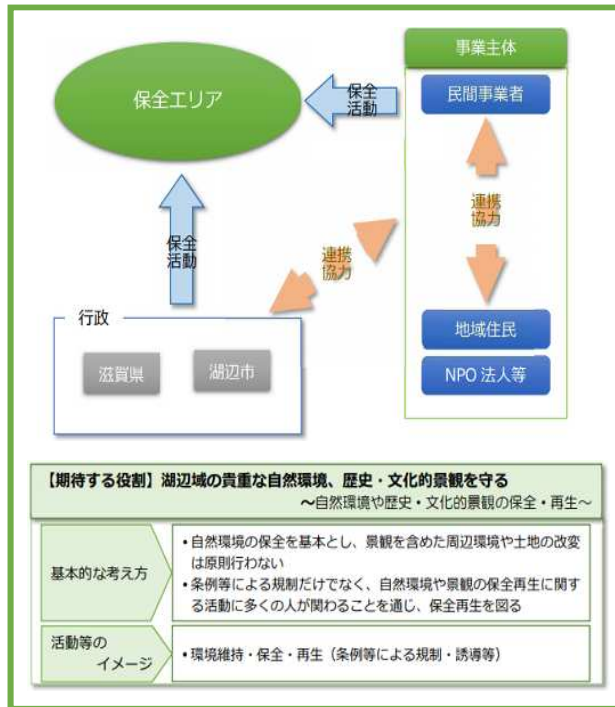 保全エリア
事業主体
民間事業者
保全
活動
連携
協力
保全
活動
連携
協力
行政
滋賀県
湖辺市
地域住民
NPO 法人等
【期待する役割】湖辺域の貴重な自然環境、歴史・文化的景観を守る
～自然環境や歴史・文化的景観の保全・再生～
基本的な考え方
・自然環境の保全を基本とし、景観を含めた周辺環境や土地の改変
は原則行わない
・条例等による規制だけでなく、自然環境や景観の保全再生に関す
る活動に多くの人が関わることを通じ、保全再生を図る
活動等の
イメージ
・環境維持・保全・再生（条例等による規制・誘導等）